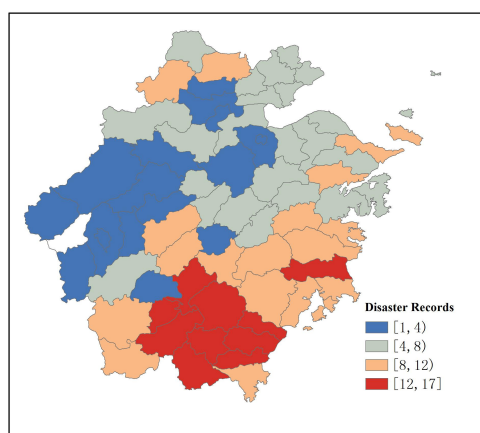 Disaster Records
[1, 4)
[4, 8)
[8, 12)
[12, 17]